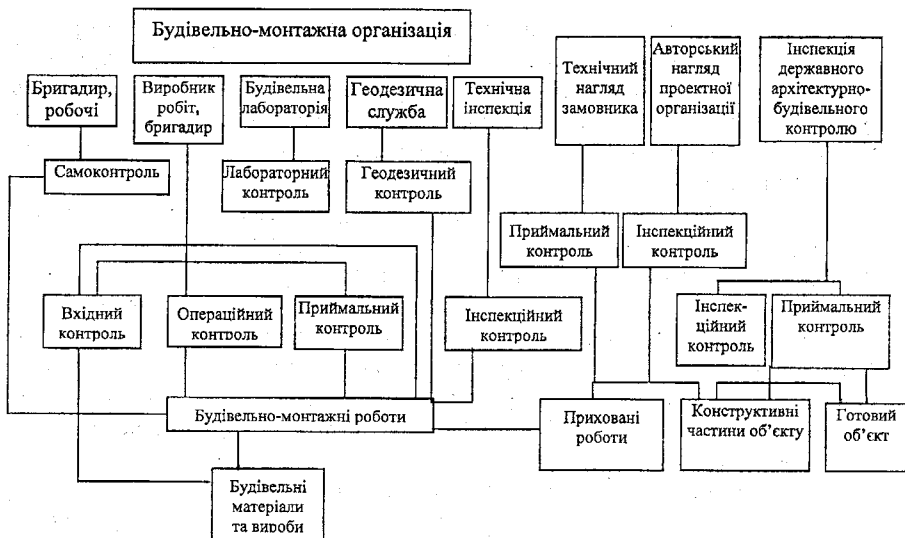 Будівельно-монтажна організація
Бригадир,
робочі
Виробник
робіт,
бригадир
Будівельна
лабораторія
Геодезична
служба
Технічна
інспекція
Технічний
нагляд
замовника
Авторський
нагляд
проектної
організації
Інспекція
державного
архітектурно-
будівельного
контролю
Самоконтроль
Лабораторний
контроль
Геодезичний
контроль
Приймальний
контроль
Інспекційний
контроль
Вхідний
контроль
Операційний
контроль
Приймальний
контроль
Інспекційний
контроль
Інспек-
ційний
контроль
Приймальний
контроль
Будівельно-монтажні роботи
Приховані
роботи
Конструктивні
частини об’єкту
Готовий
об’єкт
Будівельні
матеріали
та вироби